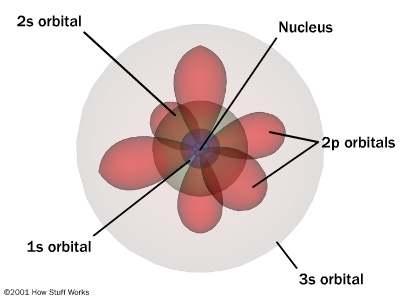 2s orbital
Nucleus
2p orbitals
1s orbital
3s orbital
©2001 How Stuff Works